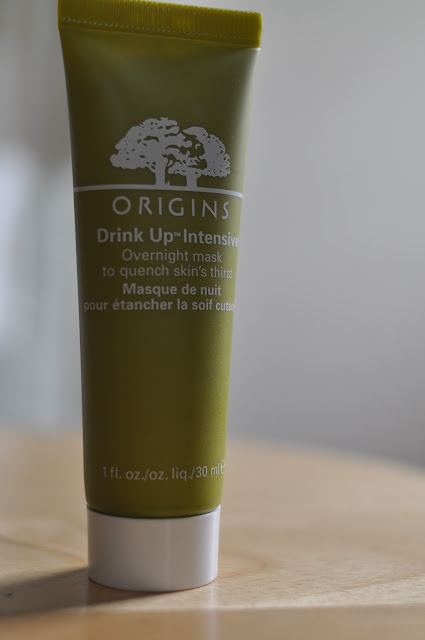 ORIGINS
Drink Up™ Intensive
Overnight mask
to quench skin's thirst
Masque de nuit
pour étancher la soif
1 fl. oz./oz. liq./30 ml e